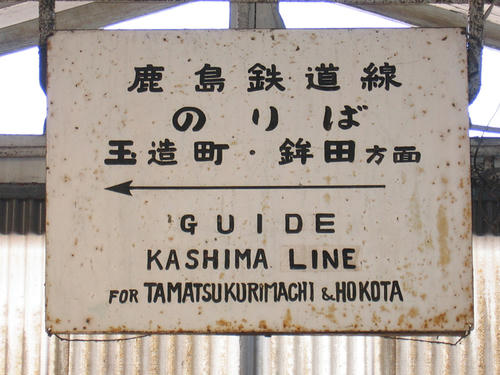 鹿島鉄道線
のりば
玉造町・鉾田方面
GUIDE
KASHIMA LINE
FOR TAMATSUKURIMACHI & HOKOTA